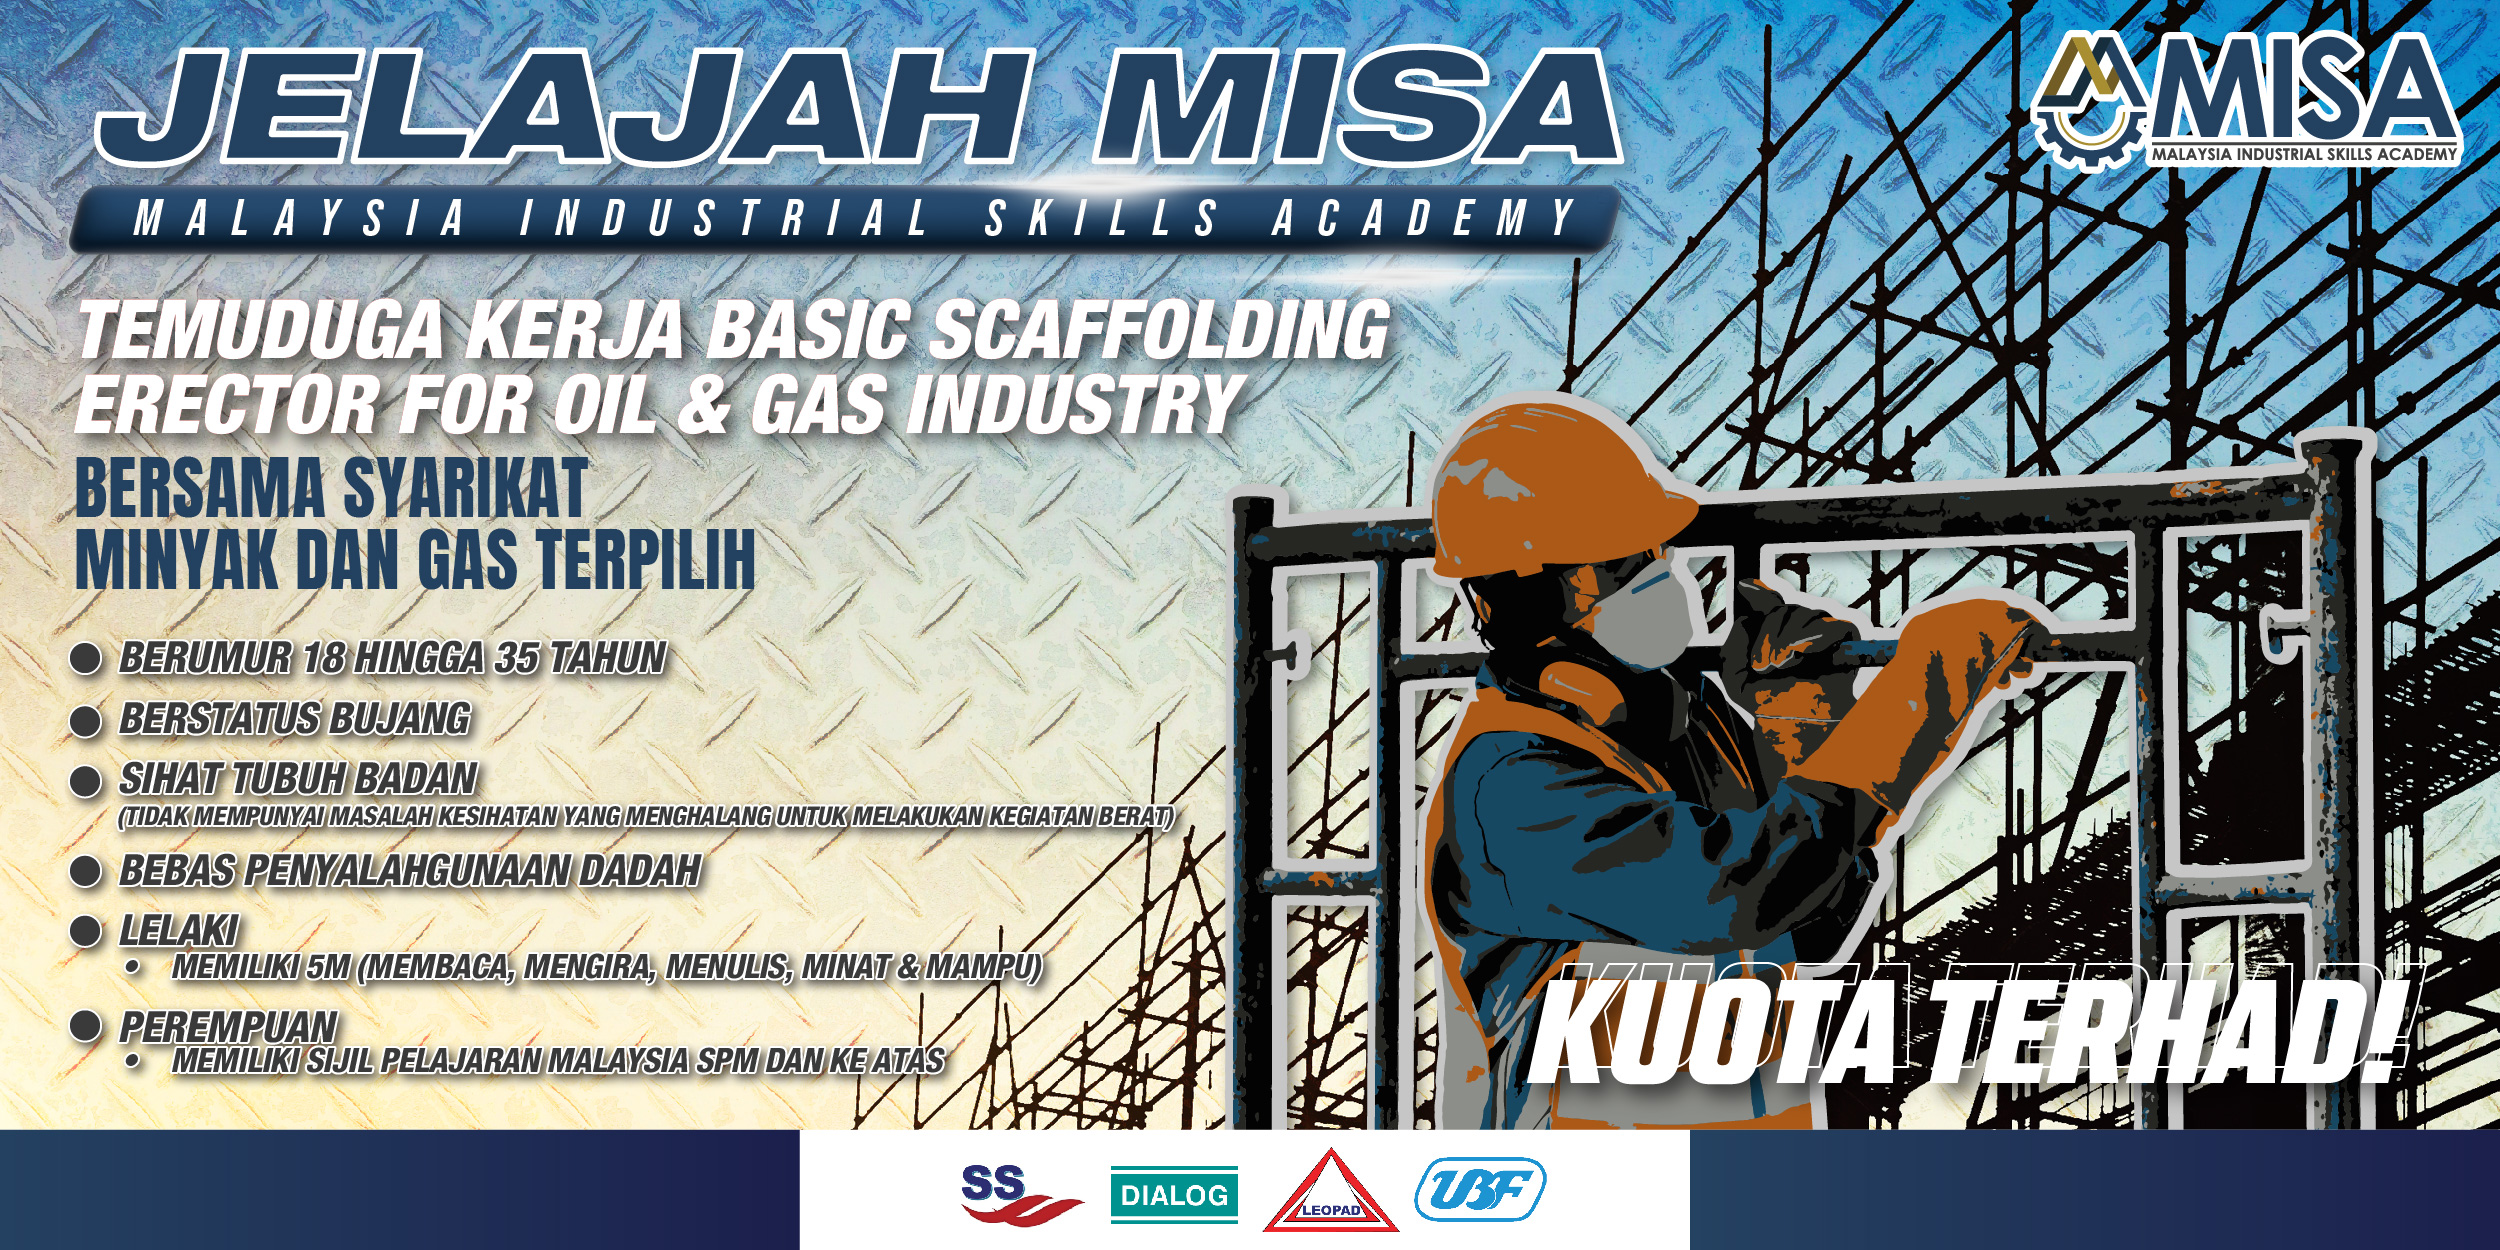 JELAJAH MISA
MALAYSIA INDUSTRIAL SKILLS ACADEMY
MISA
MALAYSIA INDUSTRIAL SKILLS ACADEMY
TEMUDUGA KERJA BASIC SCAFFOLDING
ERECTOR FOR OIL & GAS INDUSTRY
BERSAMA SYARIKAT
MINYAK DAN GAS TERPILIH
● BERUMUR 18 HINGGA 35 TAHUN
● BERSTATUS BUJANG
● SIHAT TUBUH BADAN
(TIDAK MEMPUNYAI MASALAH KESIHATAN YANG MENGHALANG UNTUK MELAKUKAN KEGIATAN BERAT)
● BEBAS PENYALAHGUNAAN DADAH
● LELAKI
• MEMILIKI 5M (MEMBACA, MENGIRA, MENULIS, MINAT & MAMPU)
● PEREMPUAN
• MEMILIKI SIJIL PELAJARAN MALAYSIA SPM DAN KE ATAS
KUOTA TERHAD!
SS
DIALOG
LEOPAD
UBF